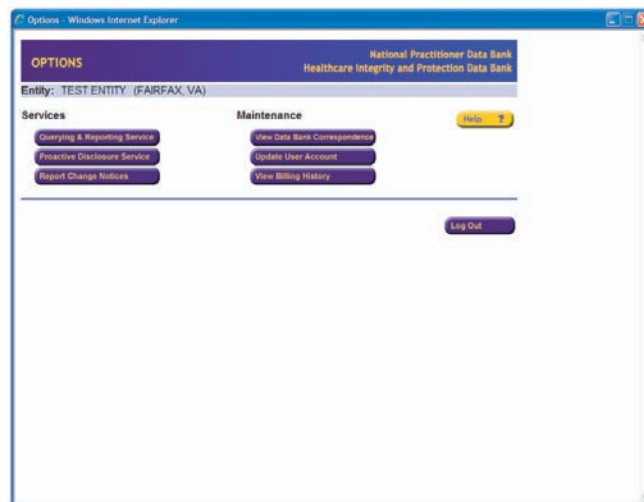 Options - Windows Internet Explorer
OPTIONS
National Practitioner Data Bank
Healthcare Integrity and Protection Data Bank
Entity: TEST ENTITY (FAIRFAX, VA)
Services
Maintenance
Help ?
Querying & Reporting Service
View Data Bank Correspondence
Proactive Disclosure Service
Update User Account
Report Change Notices
View Billing History
Log Out